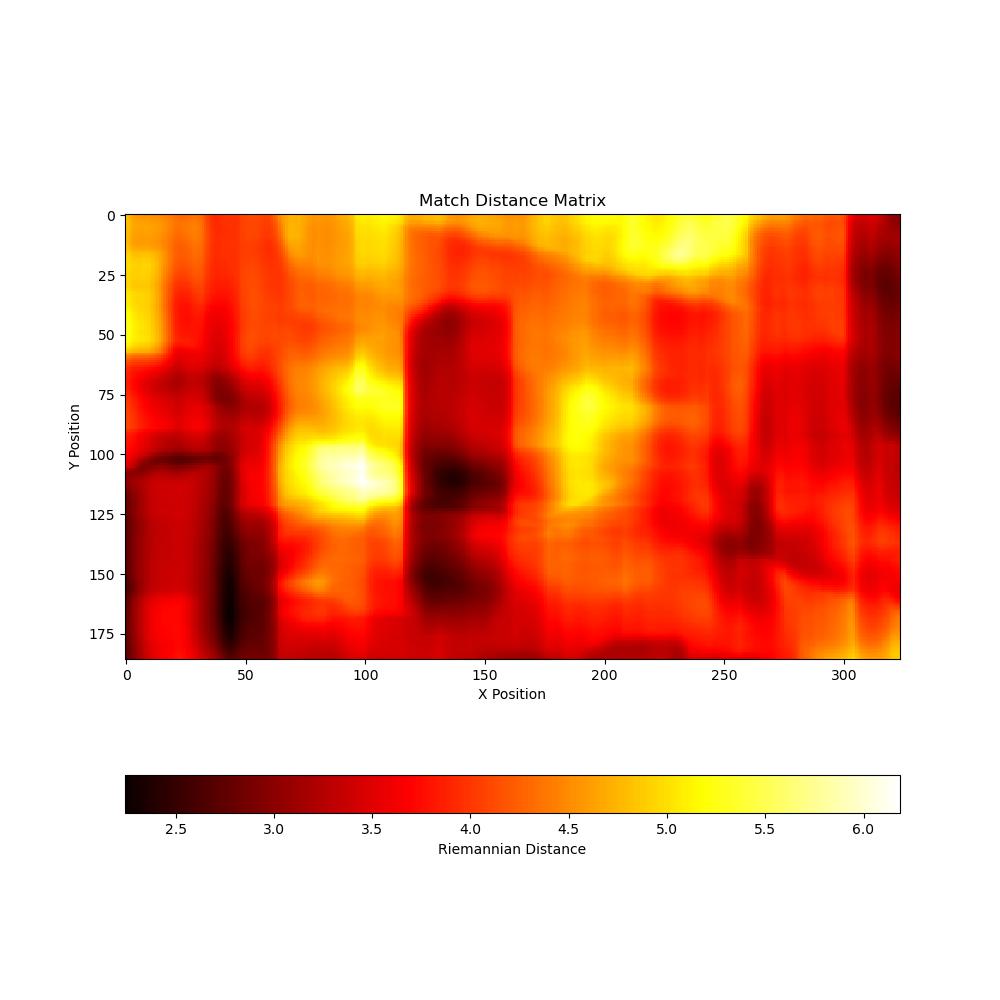 Match Distance Matrix
0
25
50
75
100
125
150
175
Y Position
0 50 100 150 200 250 300
X Position
2.5 3.0 3.5 4.0 4.5 5.0 5.5 6.0
Riemannian Distance